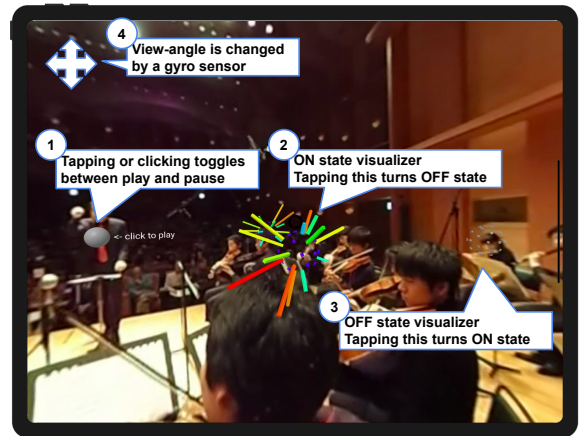 4
View-angle is changed
by a gyro sensor
1
Tapping or clicking toggles
between play and pause
2
ON state visualizer
Tapping this turns OFF state
<- click to play
3
OFF state visualizer
Tapping this turns ON state